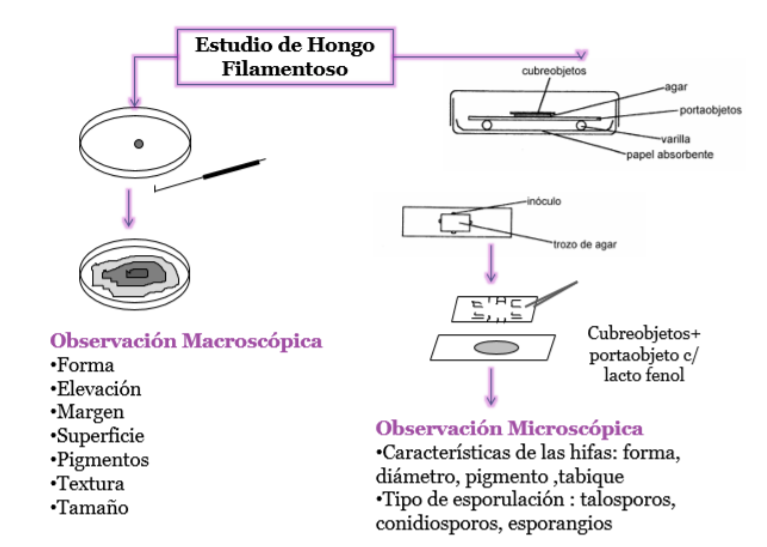 Estudio de Hongo
Filamentoso
cubreobjetos
agar
portaobjetos
varilla
papel absorbente
inóculo
trozo de agar
Cubreobjetos+
portaobjeto c/
lacto fenol
Observación Macroscópica
•Forma
•Elevación
•Margen
•Superficie
•Pigmentos
•Textura
•Tamaño
Observación Microscópica
•Características de las hifas: forma,
diámetro, pigmento ,tabique
•Tipo de esporulación : talosporos,
conidiosporos, esporangios